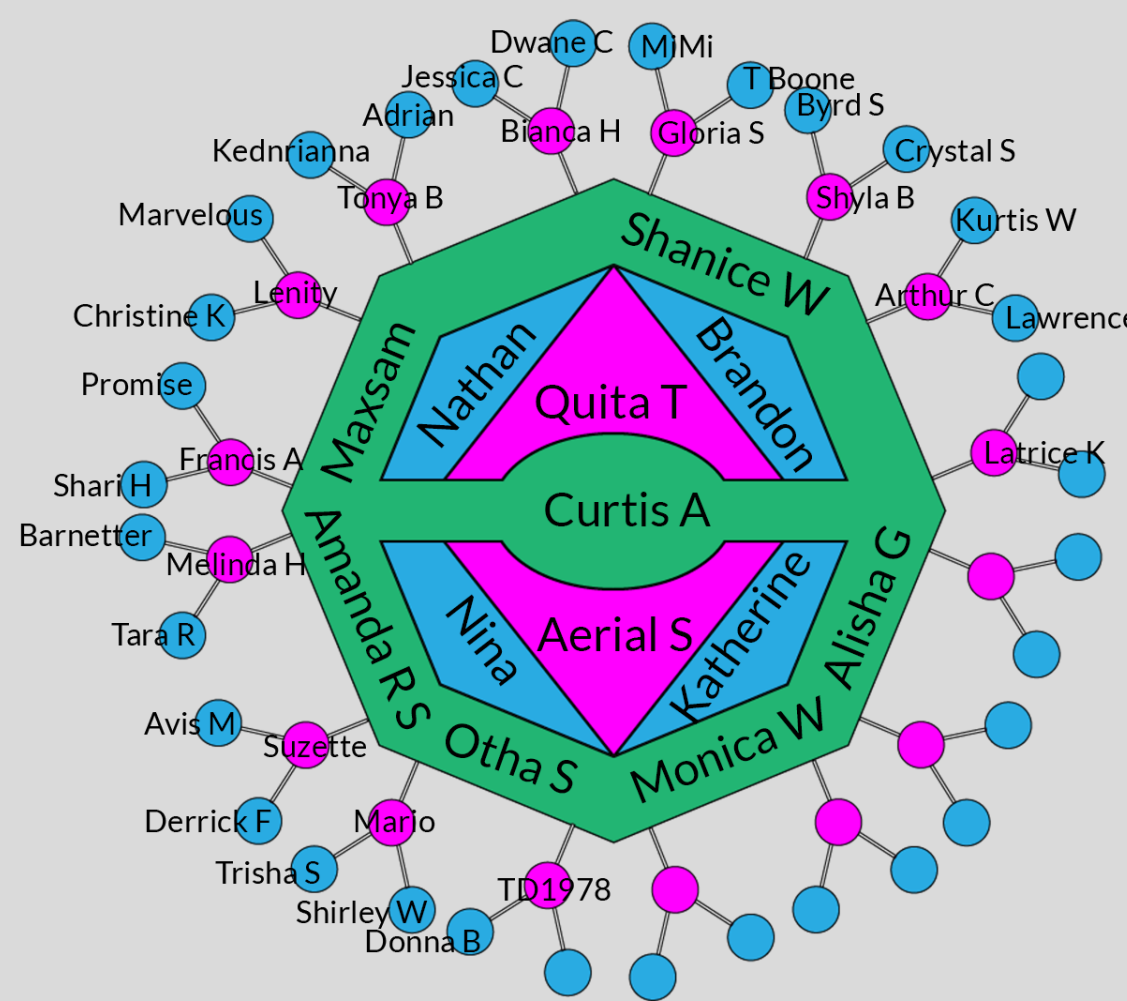 Dwane C
MiMi
Jessica C
T Boone
Adrian
Byrd S
Bianca H
Gloria S
Kednrianna
Crystal S
Tonya B
Shyla B
Marvelous
Kurtis W
Lenity
Arthur C
Christine K
Lawrence
Shanice W
Maxsam
Nathan
Brandon
Quita T
Promise
Francis A
Latrice K
Shari H
Curtis A
Barnetter
Melinda H
Tara R
Amanda R S
Nina
Aerial S
Katherine
Alisha G
Avis M
Suzette
Otha S
Monica W
Derrick F
Mario
Trisha S
TD1978
Shirley W
Donna B